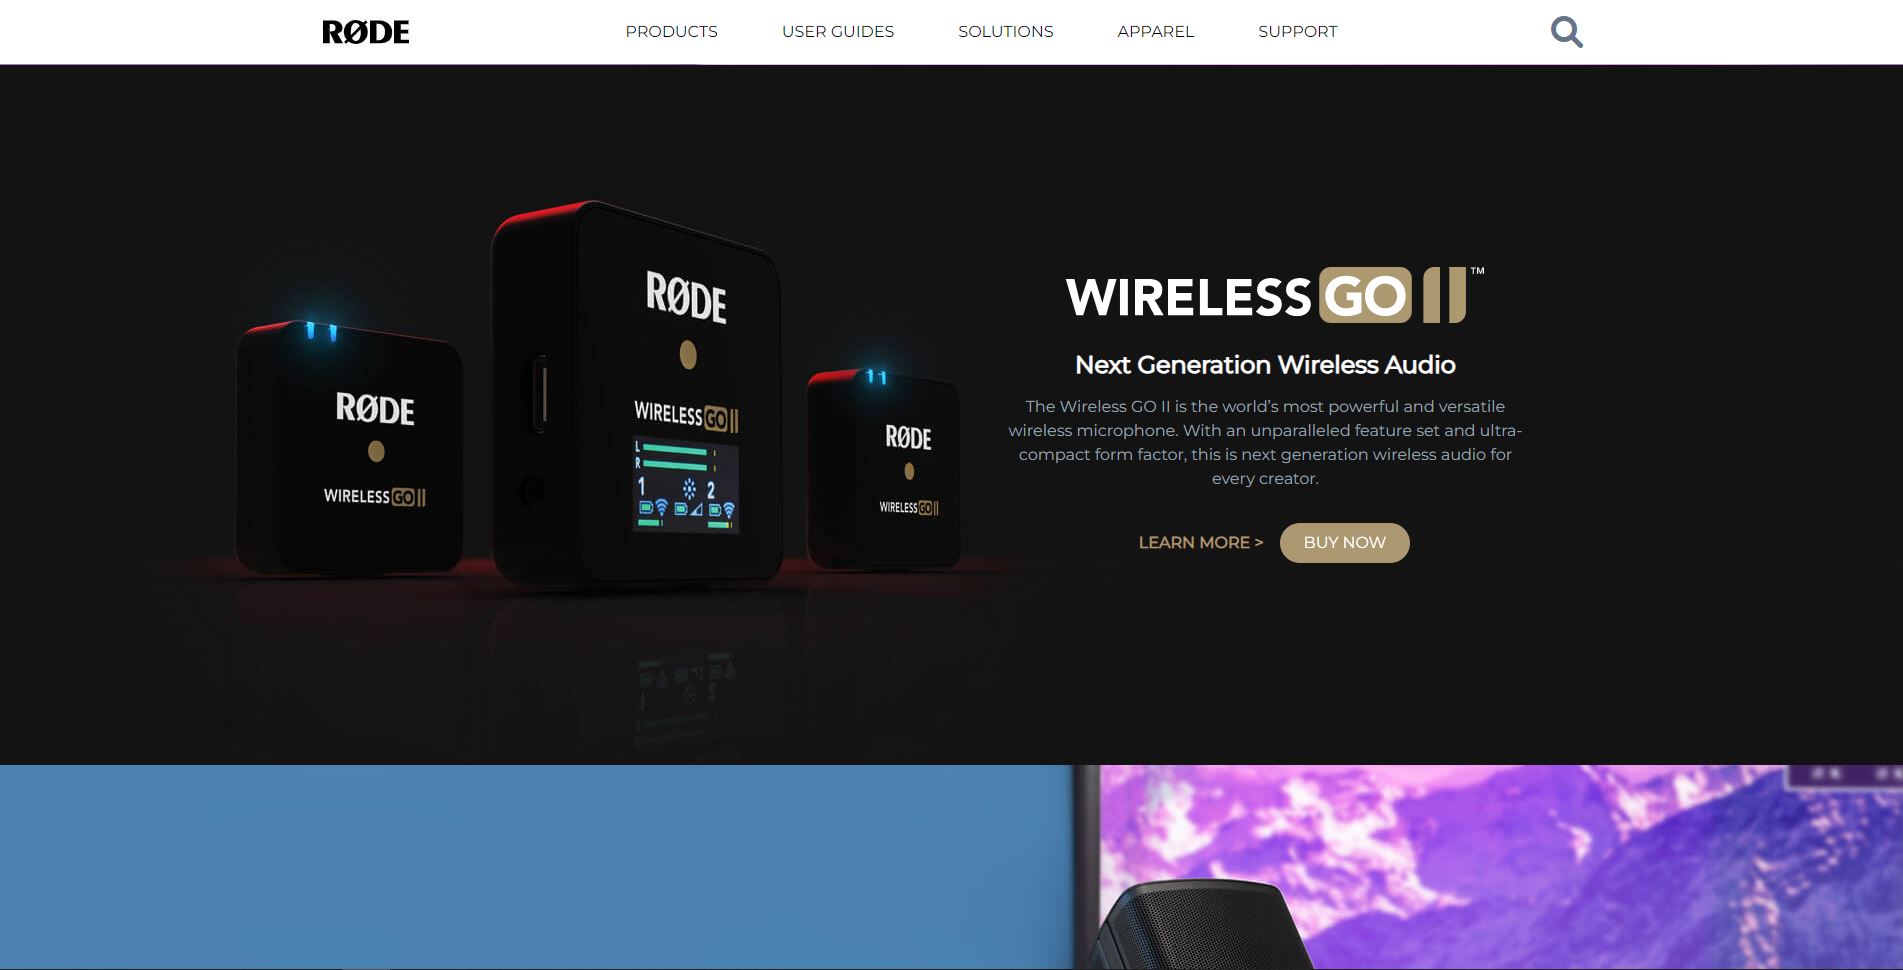 RØDE
PRODUCTS
USER GUIDES
SOLUTIONS
APPAREL
SUPPORT
RØDE
WIRELESS GO II
RØDE
WIRELESS GO II
L
R
1 2
RØDE
WIRELESS GO II
WIRELESS GO II™
Next Generation Wireless Audio
The Wireless GO II is the world’s most powerful and versatile
wireless microphone. With an unparalleled feature set and ultra-
compact form factor, this is next generation wireless audio for
every creator.
LEARN MORE >
BUY NOW